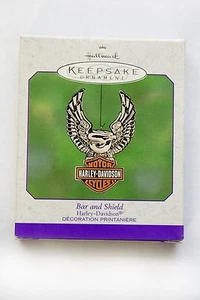 Hallmark
KEEPSAKE
ORNAMENT
MOTOR
HARLEY-DAVIDSON
CYCLES
Bar and Shield
Harley-Davidson®
DÉCORATION PRINTANIÈRE